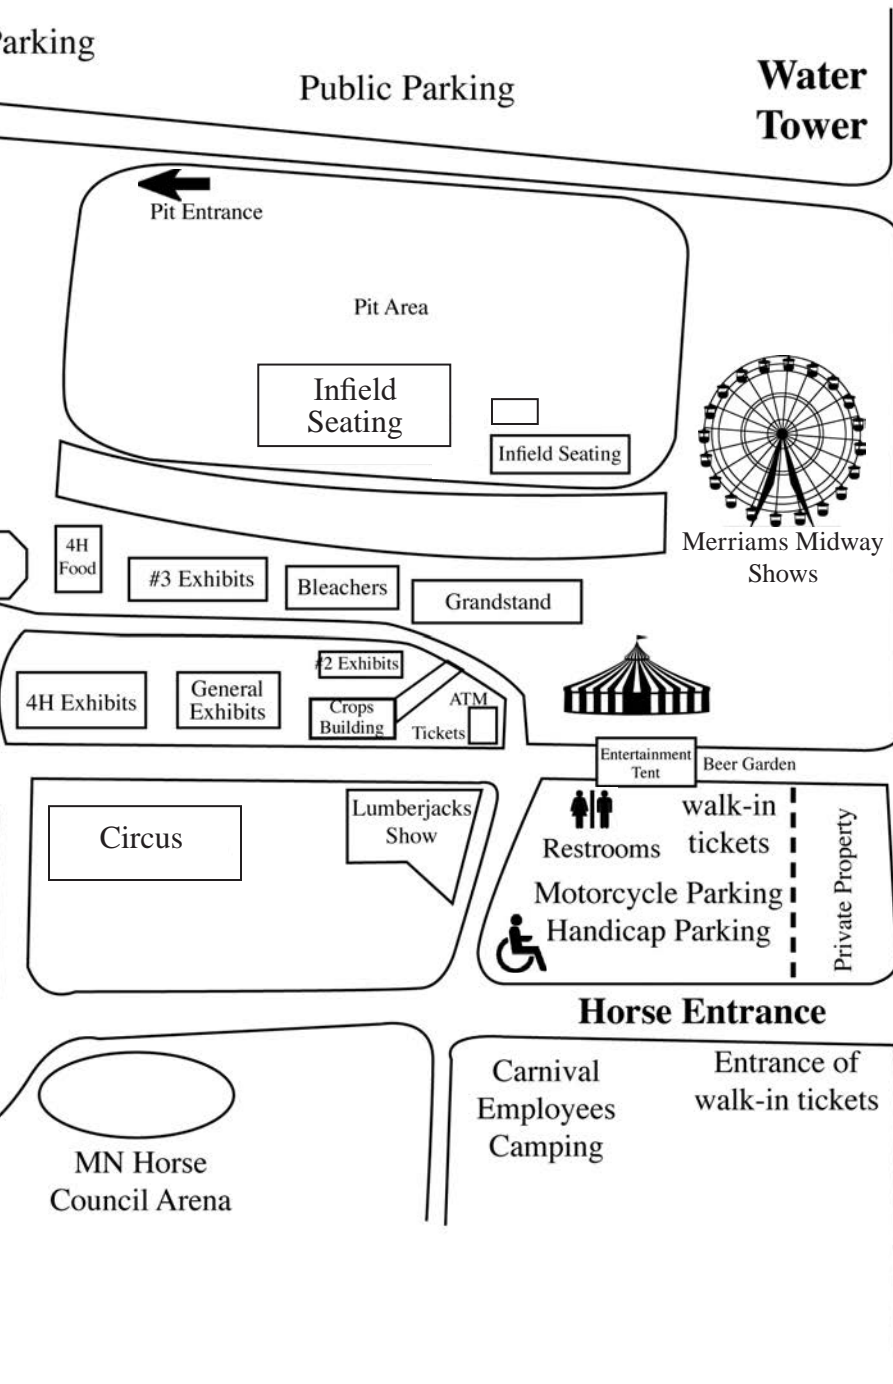 Parking
Public Parking
Water
Tower
Pit Entrance
Pit Area
Infield
Seating
Infield Seating
Merriams Midway
Shows
4H
Food
#3 Exhibits
Bleachers
Grandstand
#2 Exhibits
4H Exhibits
General
Exhibits
Crops
Building
ATM
Tickets
Entertainment
Tent
Beer Garden
Circus
Lumberjacks
Show
Restrooms
walk-in
tickets
Motorcycle Parking
Handicap Parking
Private Property
Horse Entrance
MN Horse
Council Arena
Carnival
Employees
Camping
Entrance of
walk-in tickets